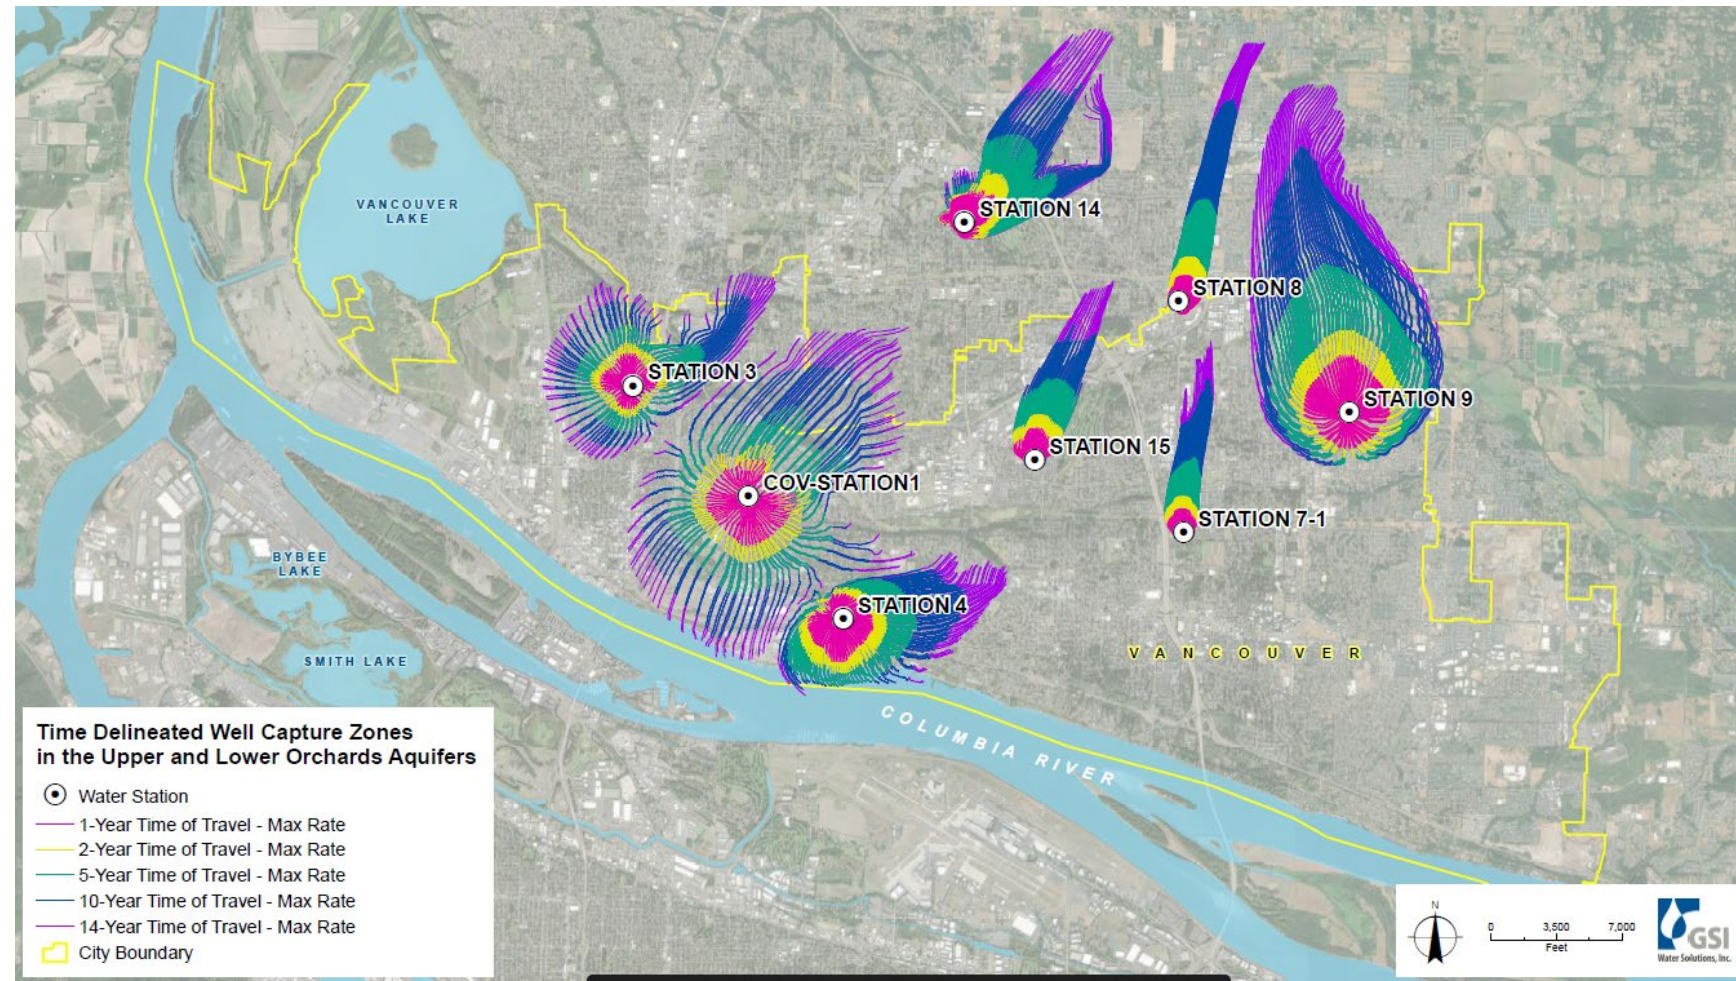 VANCOUVER
LAKE
STATION 14
STATION 8
STATION 3
STATION 9
STATION 15
COV-STATION1
STATION 7-1
BYBEE
LAKE
STATION 4
SMITH LAKE
VANCOUVER
COLUMBIA RIVER
Time Delineated Well Capture Zones
in the Upper and Lower Orchards Aquifers
Water Station
1-Year Time of Travel - Max Rate
2-Year Time of Travel - Max Rate
5-Year Time of Travel - Max Rate
10-Year Time of Travel - Max Rate
14-Year Time of Travel - Max Rate
City Boundary
N
0 3,500 7,000
Feet
GSI
Water Solutions, Inc.